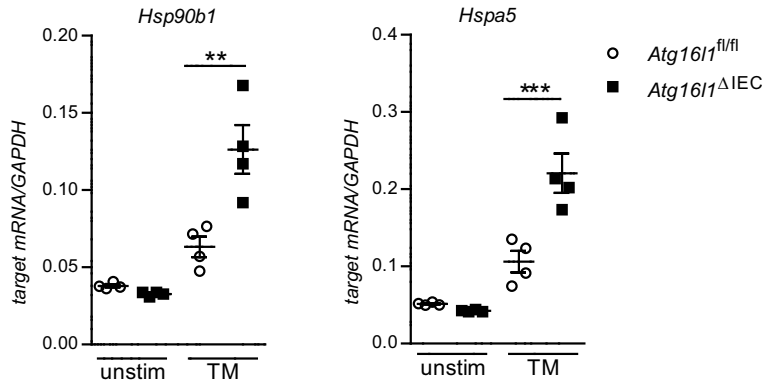 Hsp90b1
target mRNA/GAPDH
0.20
0.15
0.10
0.05
0.00
**
unstim
TM
Hspa5
target mRNA/GAPDH
0.4
0.3
0.2
0.1
0.0
***
unstim
TM
Atg16l1fl/fl
Atg16l1ΔIEC